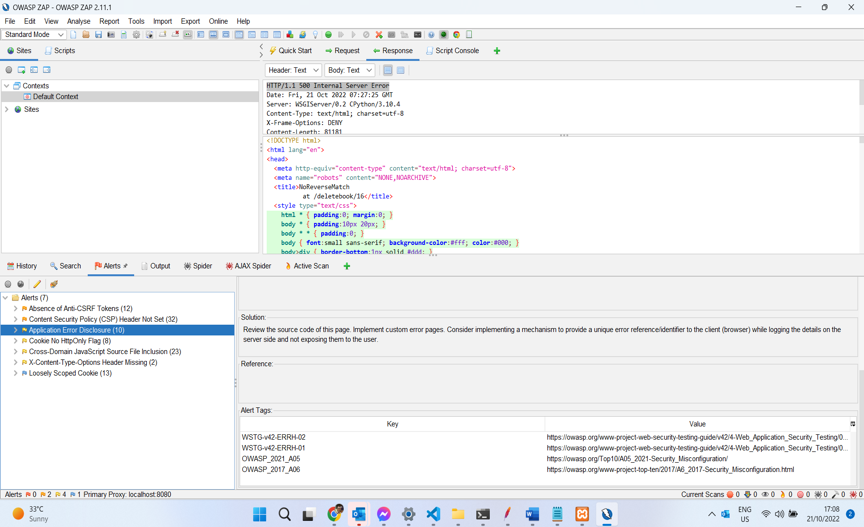 OWASP ZAP - OWASP ZAP 2.11.1
File Edit View Analyse Report Tools Import Export Online Help
Standard Mode
Sites Scripts
Quick Start Request Response Script Console
Header: Text Body: Text
Contexts
Default Context
Sites
HTTP/1.1 500 Internal Server Error
Date: Fri, 21 Oct 2022 07:27:25 GMT
Server: WSGIServer/0.2 CPython/3.10.4
Content-Type: text/html; charset=utf-8
X-Frame-Options: DENY
Content-Length: 81181
<!DOCTYPE html>
<html lang="en">
<head>
<meta http-equiv="content-type" content="text/html; charset=utf-8">
<meta name="robots" content="NONE,NOARCHIVE">
<title>NoReverseMatch
at /deletebook/16</title>
<style type="text/css">
html * { padding:0; margin:0; }
body * { padding:10px 20px; }
body * * { padding:0; }
body { font:small sans-serif; background-color:#fff; color:#000; }
body>div { border-bottom:1px solid #ddd; }
History Search Alerts Output Spider AJAX Spider Active Scan
Alerts (7)
Absence of Anti-CSRF Tokens (12)
Content Security Policy (CSP) Header Not Set (32)
Application Error Disclosure (10)
Cookie No HttpOnly Flag (8)
Cross-Domain JavaScript Source File Inclusion (23)
X-Content-Type-Options Header Missing (2)
Loosely Scoped Cookie (13)
Solution:
Review the source code of this page. Implement custom error pages. Consider implementing a mechanism to provide a unique error reference/identifier to the client (browser) while logging the details on the
server side and not exposing them to the user.
Reference:
Alert Tags:
Key Value
WSTG-v42-ERRH-02 https://owasp.org/www-project-web-security-testing-guide/v42/4-Web_Application_Security_Testing/0...
WSTG-v42-ERRH-01 https://owasp.org/www-project-web-security-testing-guide/v42/4-Web_Application_Security_Testing/0...
OWASP_2021_A05 https://owasp.org/Top10/A05_2021-Security_Misconfiguration/
OWASP_2017_A06 https://owasp.org/www-project-top-ten/2017/A6_2017-Security_Misconfiguration.html
Alerts 0 2 4 1 Primary Proxy: localhost:8080
Current Scans 0 0 0 0 0 0 0 0
33°C
Sunny
ENG
US
17:08
21/10/2022
2